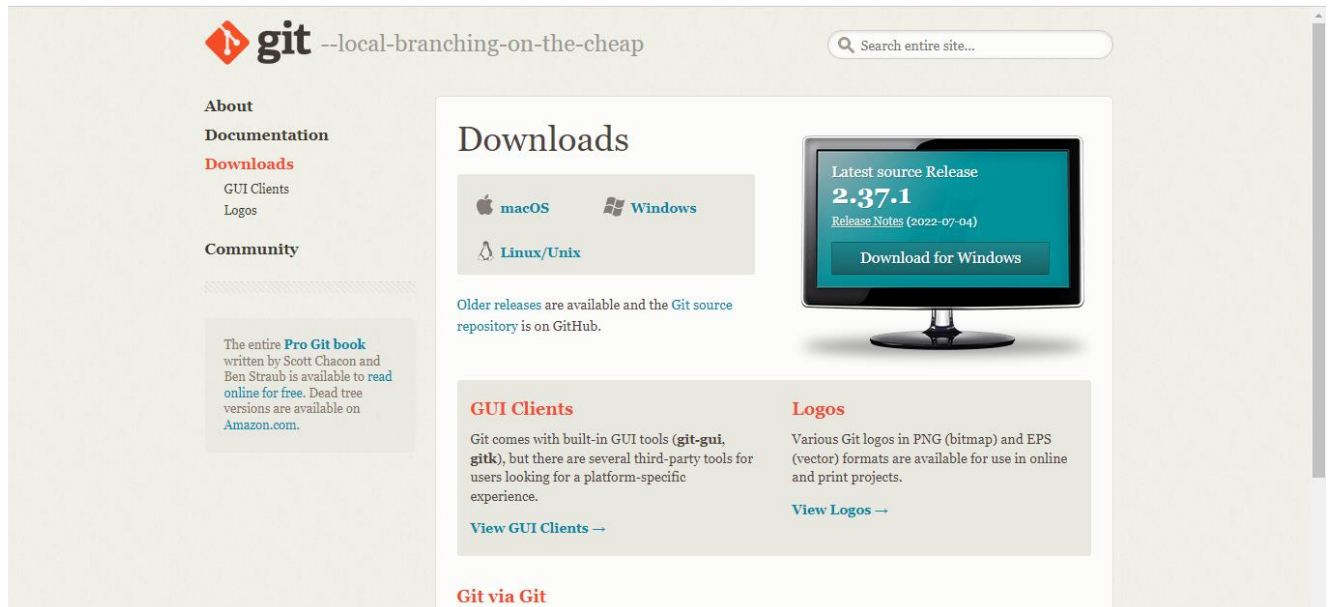 git --local-branching-on-the-cheap
Search entire site...
About
Documentation
Downloads
GUI Clients
Logos
Community
The entire Pro Git book
written by Scott Chacon and
Ben Straub is available to read
online for free. Dead tree
versions are available on
Amazon.com.
Downloads
macOS
Windows
Linux/Unix
Older releases are available and the Git source
repository is on GitHub.
Latest source Release
2.37.1
Release Notes (2022-07-04)
Download for Windows
GUI Clients
Git comes with built-in GUI tools (git-gui,
gitk), but there are several third-party tools for
users looking for a platform-specific
experience.
View GUI Clients →
Logos
Various Git logos in PNG (bitmap) and EPS
(vector) formats are available for use in online
and print projects.
View Logos →
Git via Git